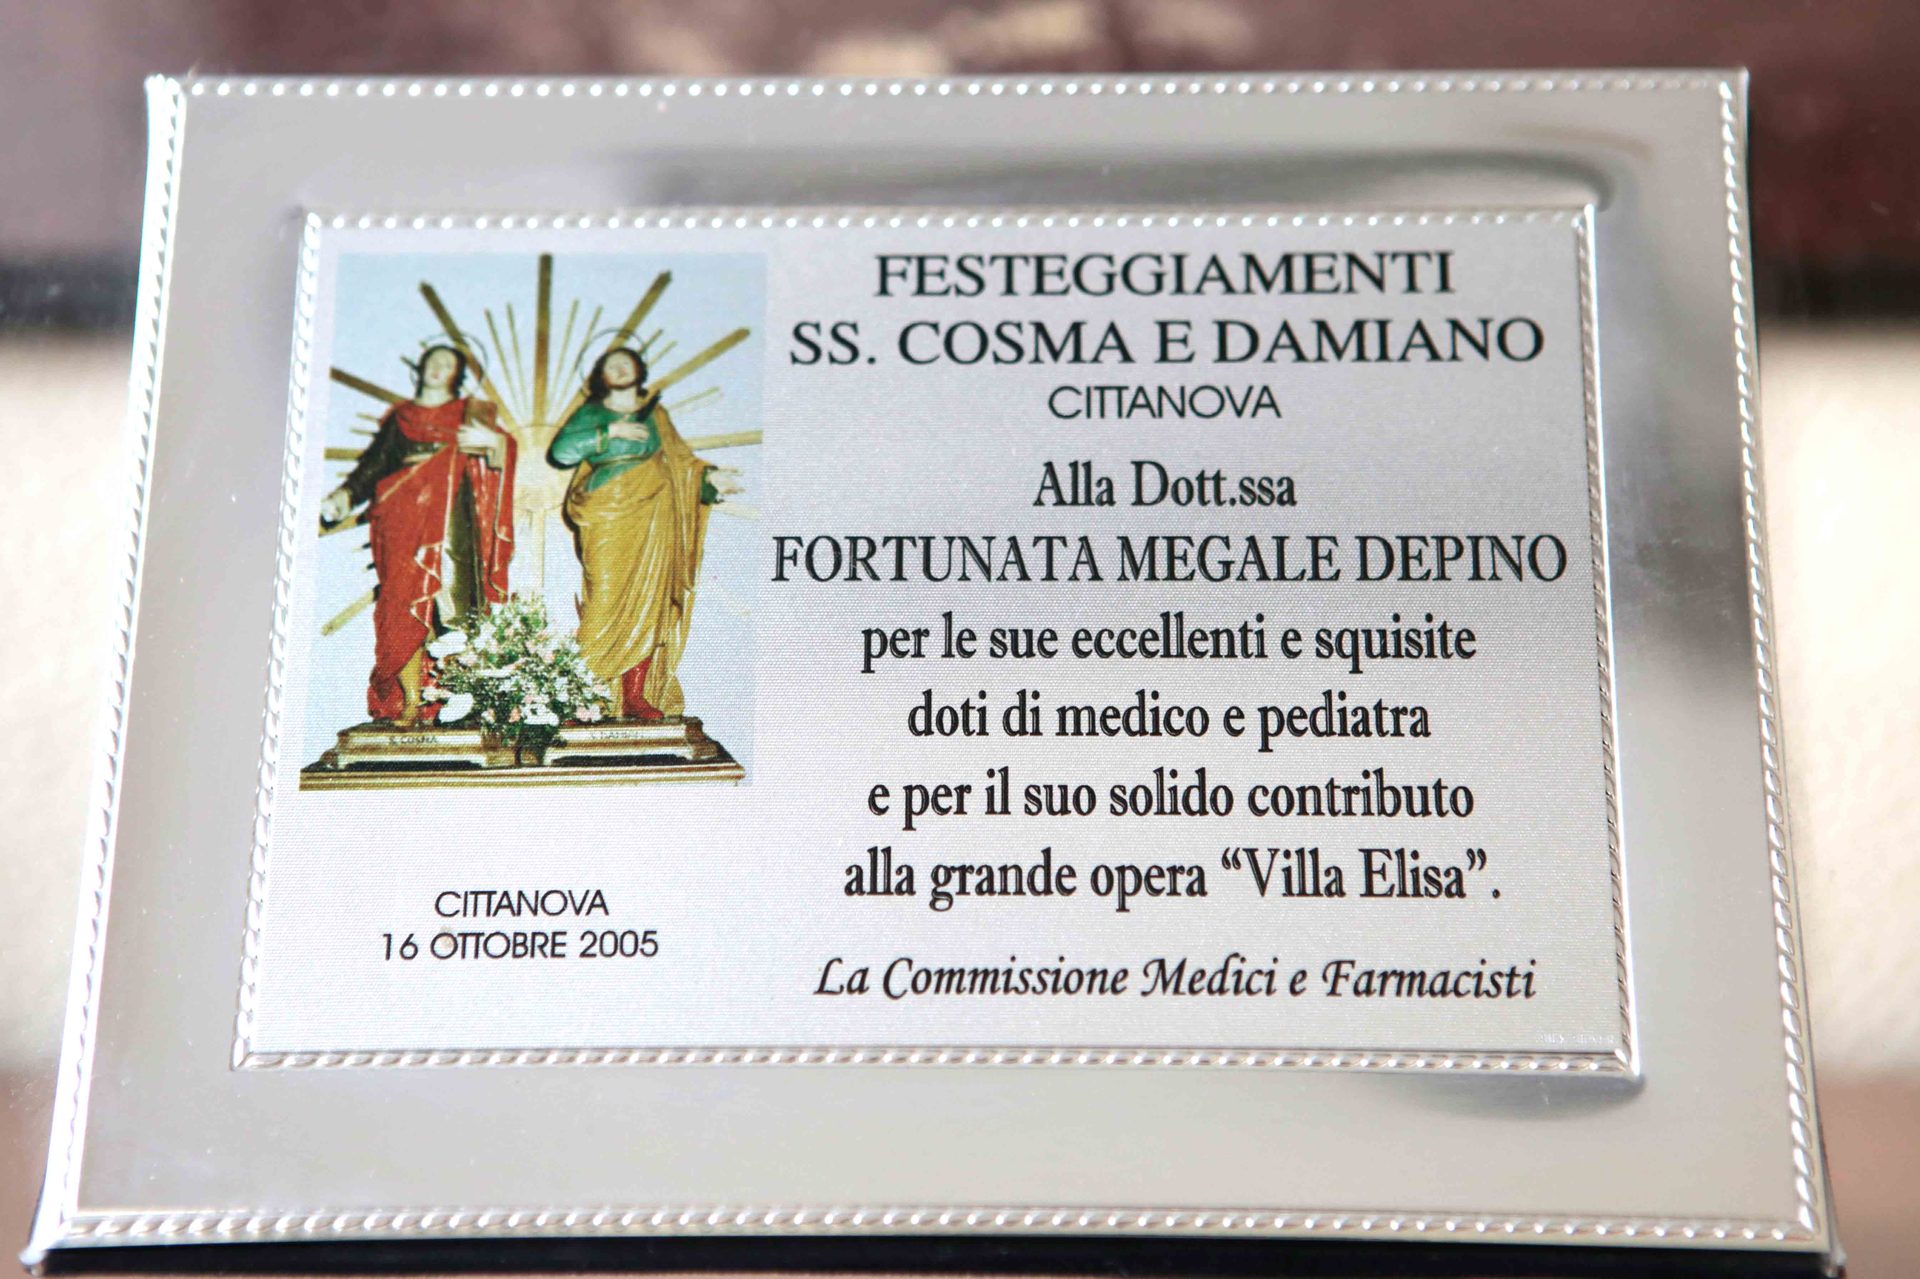 FESTEGGIAMENTI
SS. COSMA E DAMIANO
CITTANOVA
Alla Dott.ssa
FORTUNATA MEGALE DEPINO
per le sue eccellenti e squisite
doti di medico e pediatra
e per il suo solido contributo
alla grande opera “Villa Elisa”.
La Commissione Medici e Farmacisti
S. COSMA
CITTANOVA
16 OTTOBRE 2005